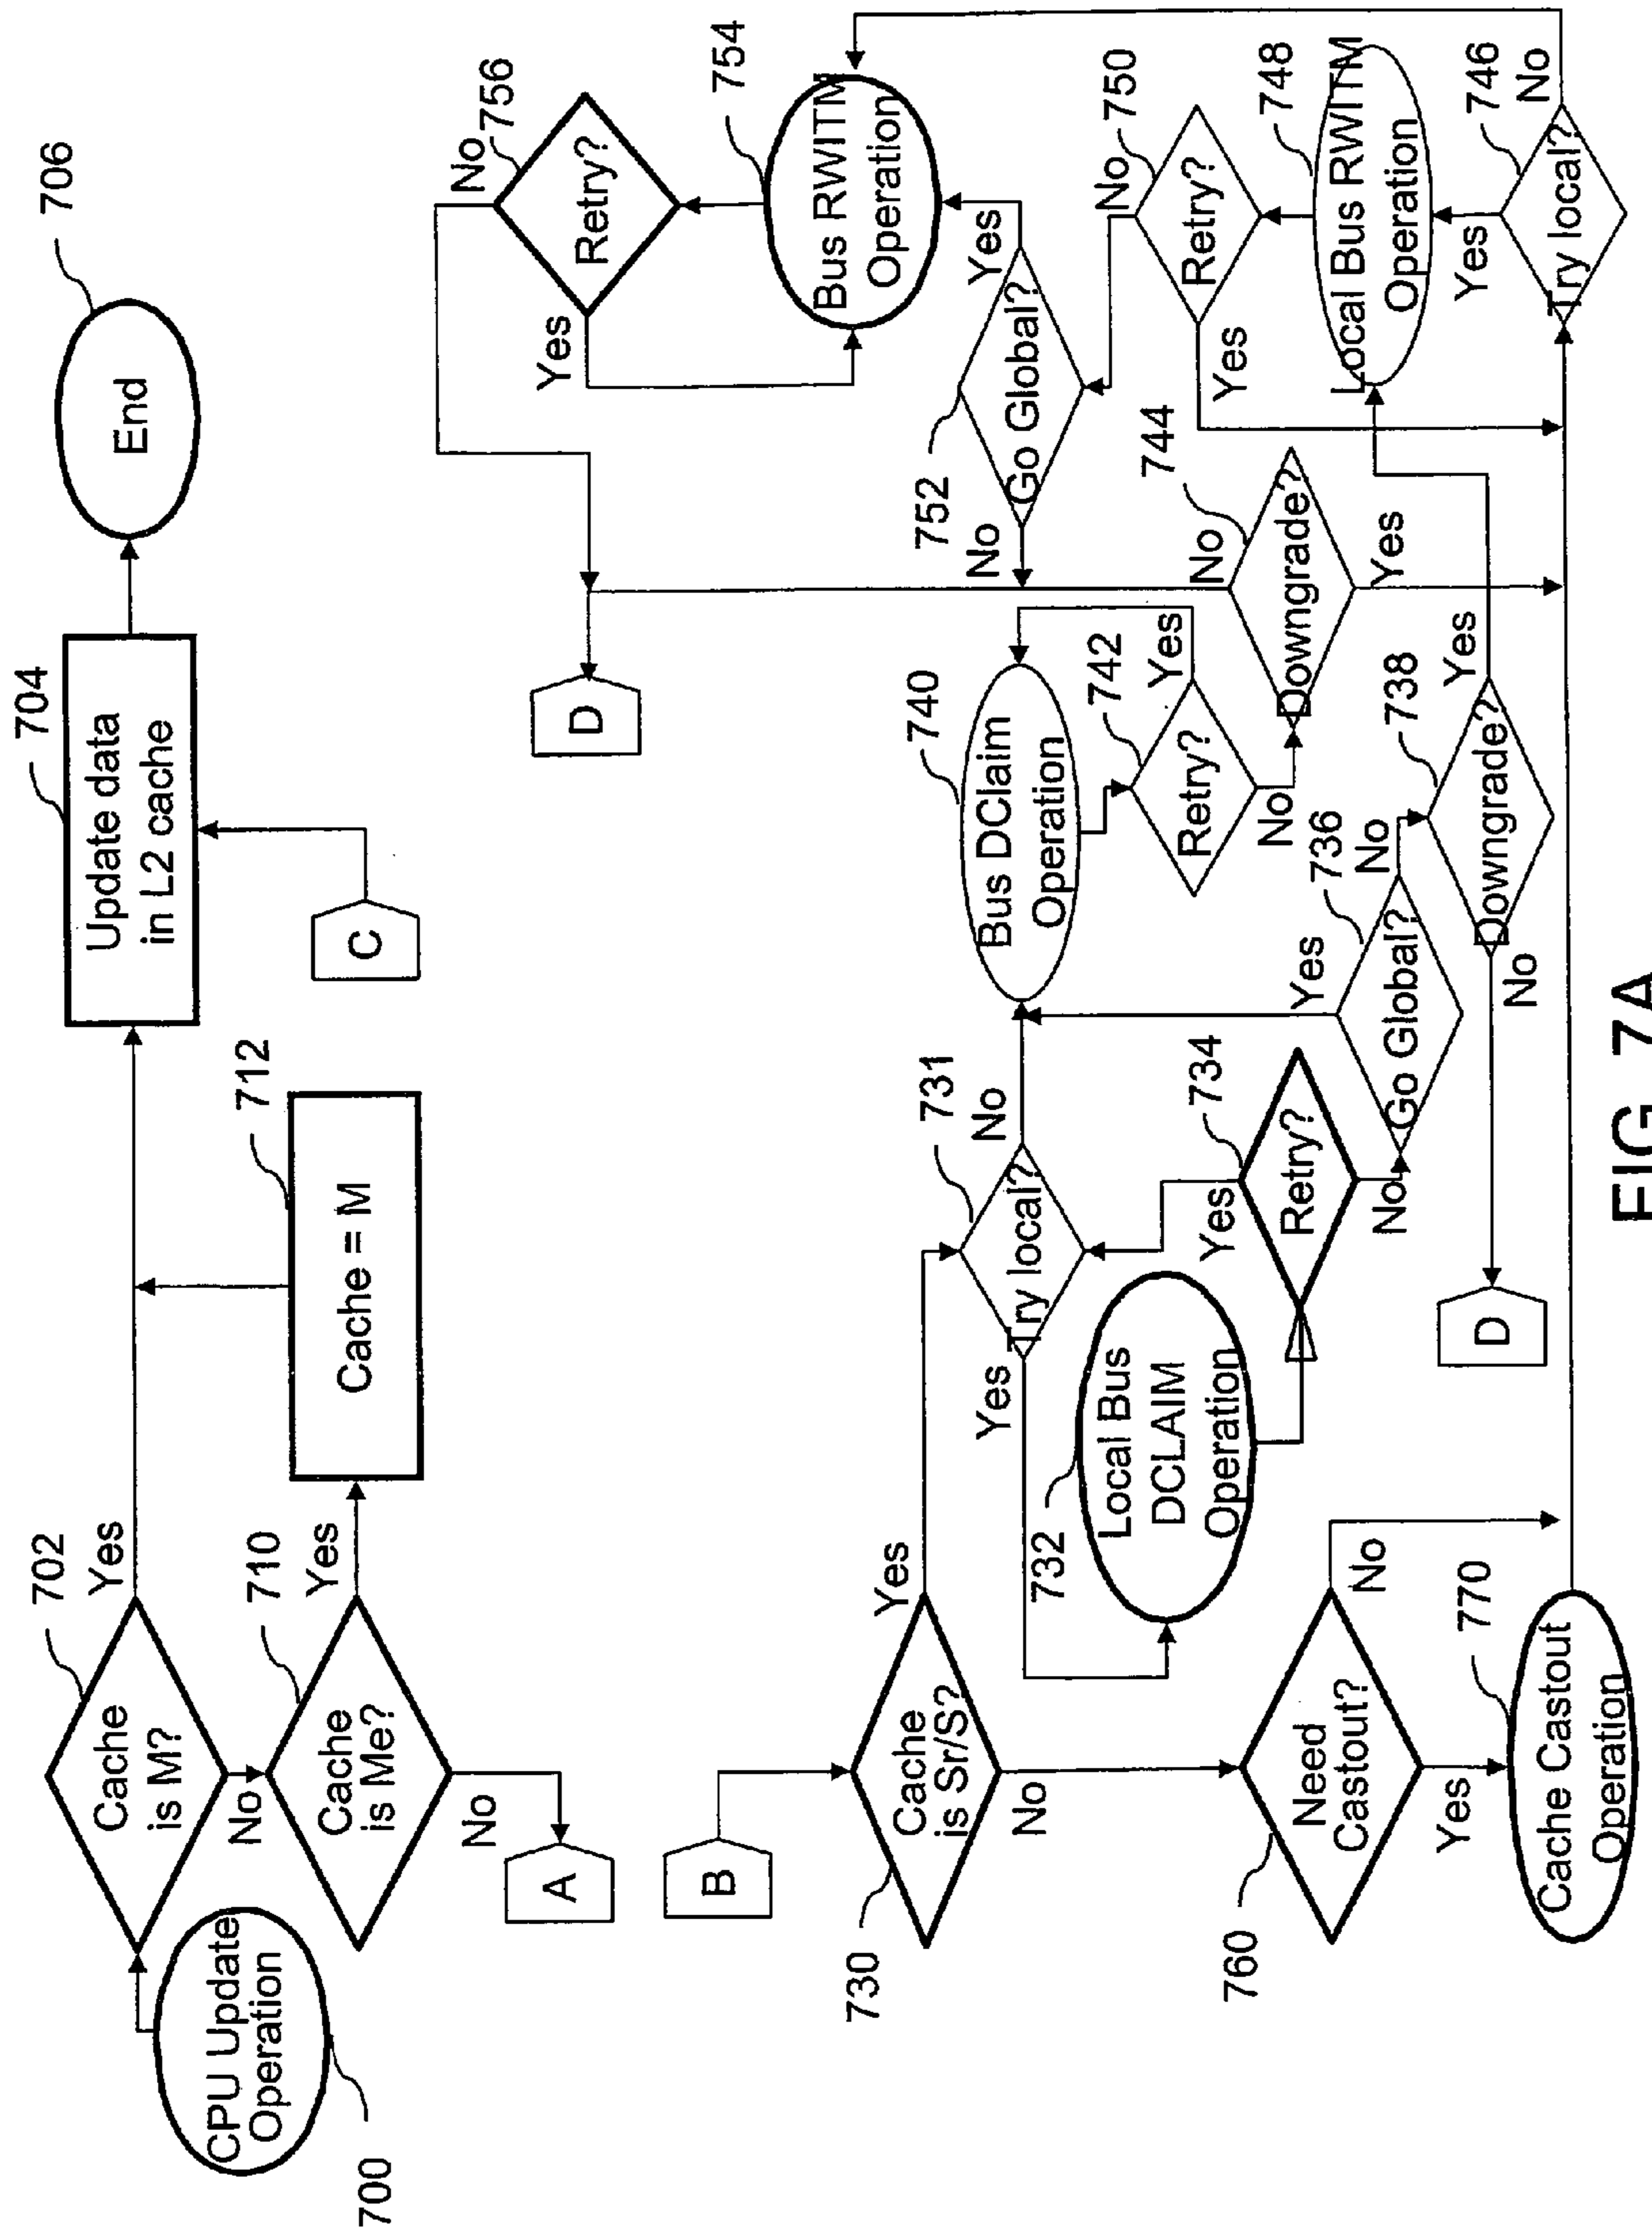 700
CPU Update
Operation
702
Cache
is M?
Yes
No
704
Update data
in L2 cache
706
End
710
Cache
is Me?
Yes
No
712
Cache = M
A
C
B
D
730
Cache
is Sr/S?
Yes
No
731
Try local?
Yes
No
732
Local Bus
DCLAIM
Operation
734
Retry?
Yes
No
736
Go Global?
Yes
No
738
Downgrade?
Yes
No
D
740
Bus DClaim
Operation
742
Retry?
Yes
No
744
Downgrade?
No
Yes
746
Try local?
Yes
No
748
Local Bus RWITM
Operation
750
Retry?
No
Yes
752
Go Global?
Yes
No
754
Bus RWITM
Operation
756
Retry?
No
Yes
760
Need
Castout?
No
Yes
770
Cache Castout
Operation
FIG 7A